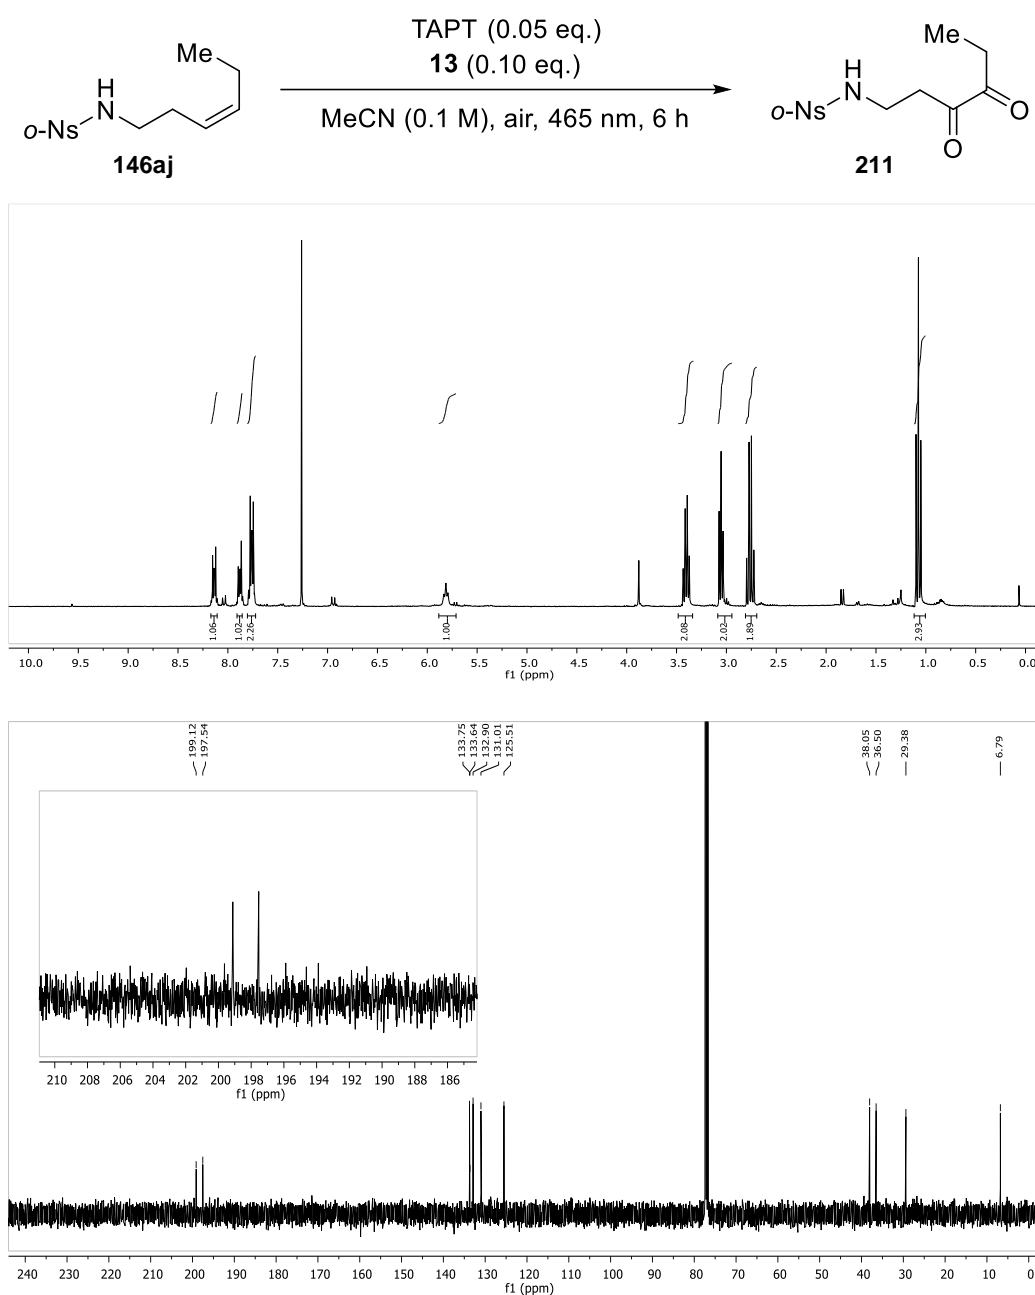 TAPT (0.05 eq.)
13 (0.10 eq.)
MeCN (0.1 M), air, 465 nm, 6 h
Me
H
N
o-Ns
146aj
Me
H
N
o-Ns
O
O
211
1.06
1.02
2.26
1.00
2.08
2.02
1.89
2.93
10.0 9.5 9.0 8.5 8.0 7.5 7.0 6.5 6.0 5.5 5.0 4.5 4.0 3.5 3.0 2.5 2.0 1.5 1.0 0.5 0.0
f1 (ppm)
199.12
197.54
133.75
133.64
132.90
131.01
125.51
38.05
36.50
29.38
6.79
210 208 206 204 202 200 198 196 194 192 190 188 186
f1 (ppm)
240 230 220 210 200 190 180 170 160 150 140 130 120 110 100 90 80 70 60 50 40 30 20 10 0
f1 (ppm)